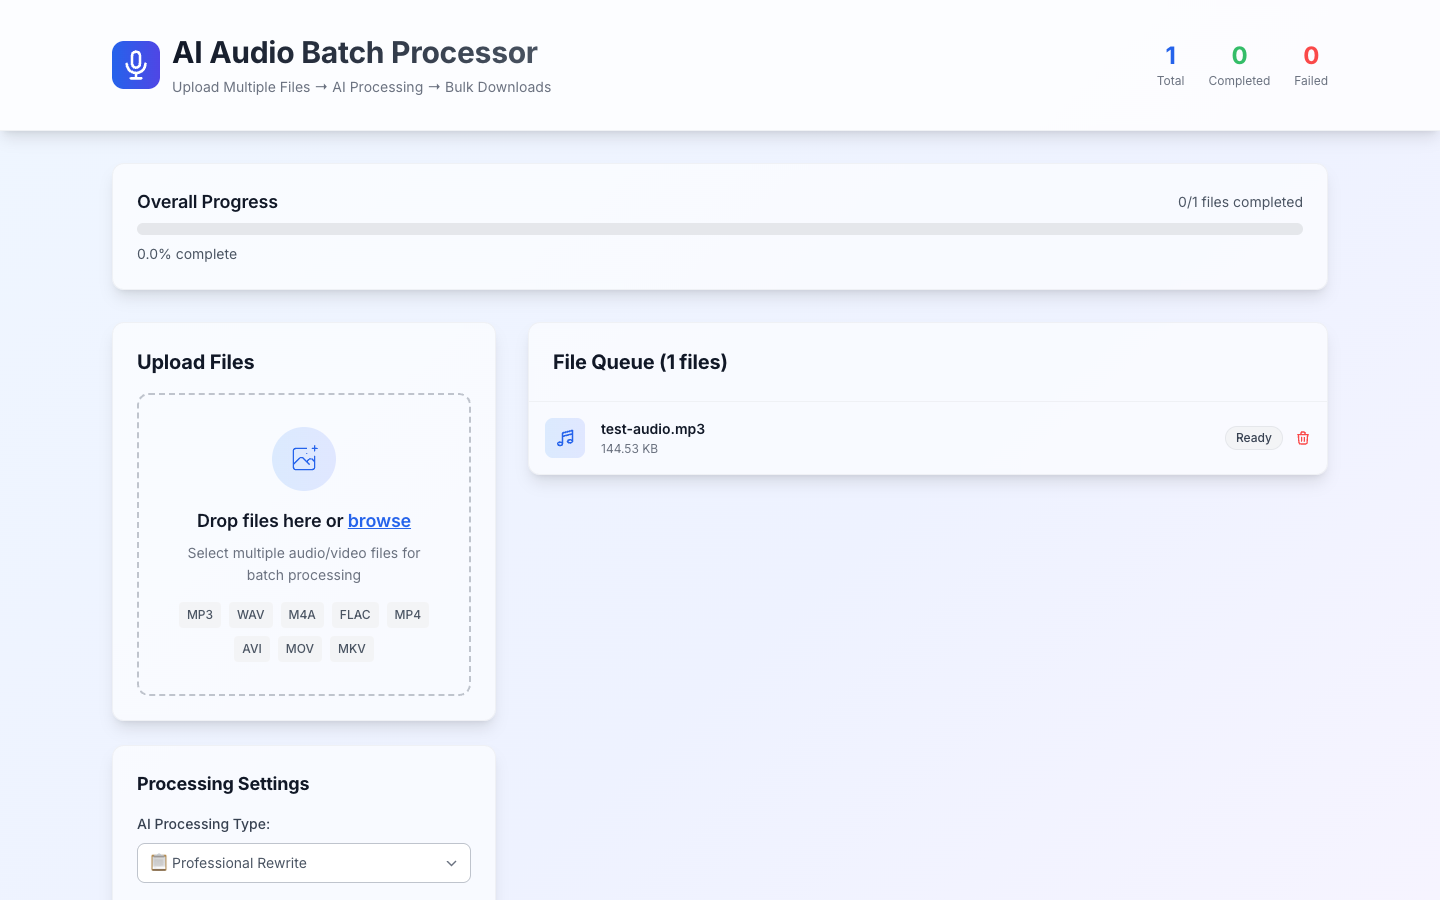 AI Audio Batch Processor
Upload Multiple Files → AI Processing → Bulk Downloads
1
Total
0
Completed
0
Failed
Overall Progress
0/1 files completed
0.0% complete
Upload Files
Drop files here or browse
Select multiple audio/video files for
batch processing
MP3 WAV M4A FLAC MP4
AVI MOV MKV
File Queue (1 files)
test-audio.mp3
144.53 KB
Ready
Processing Settings
AI Processing Type:
📋 Professional Rewrite